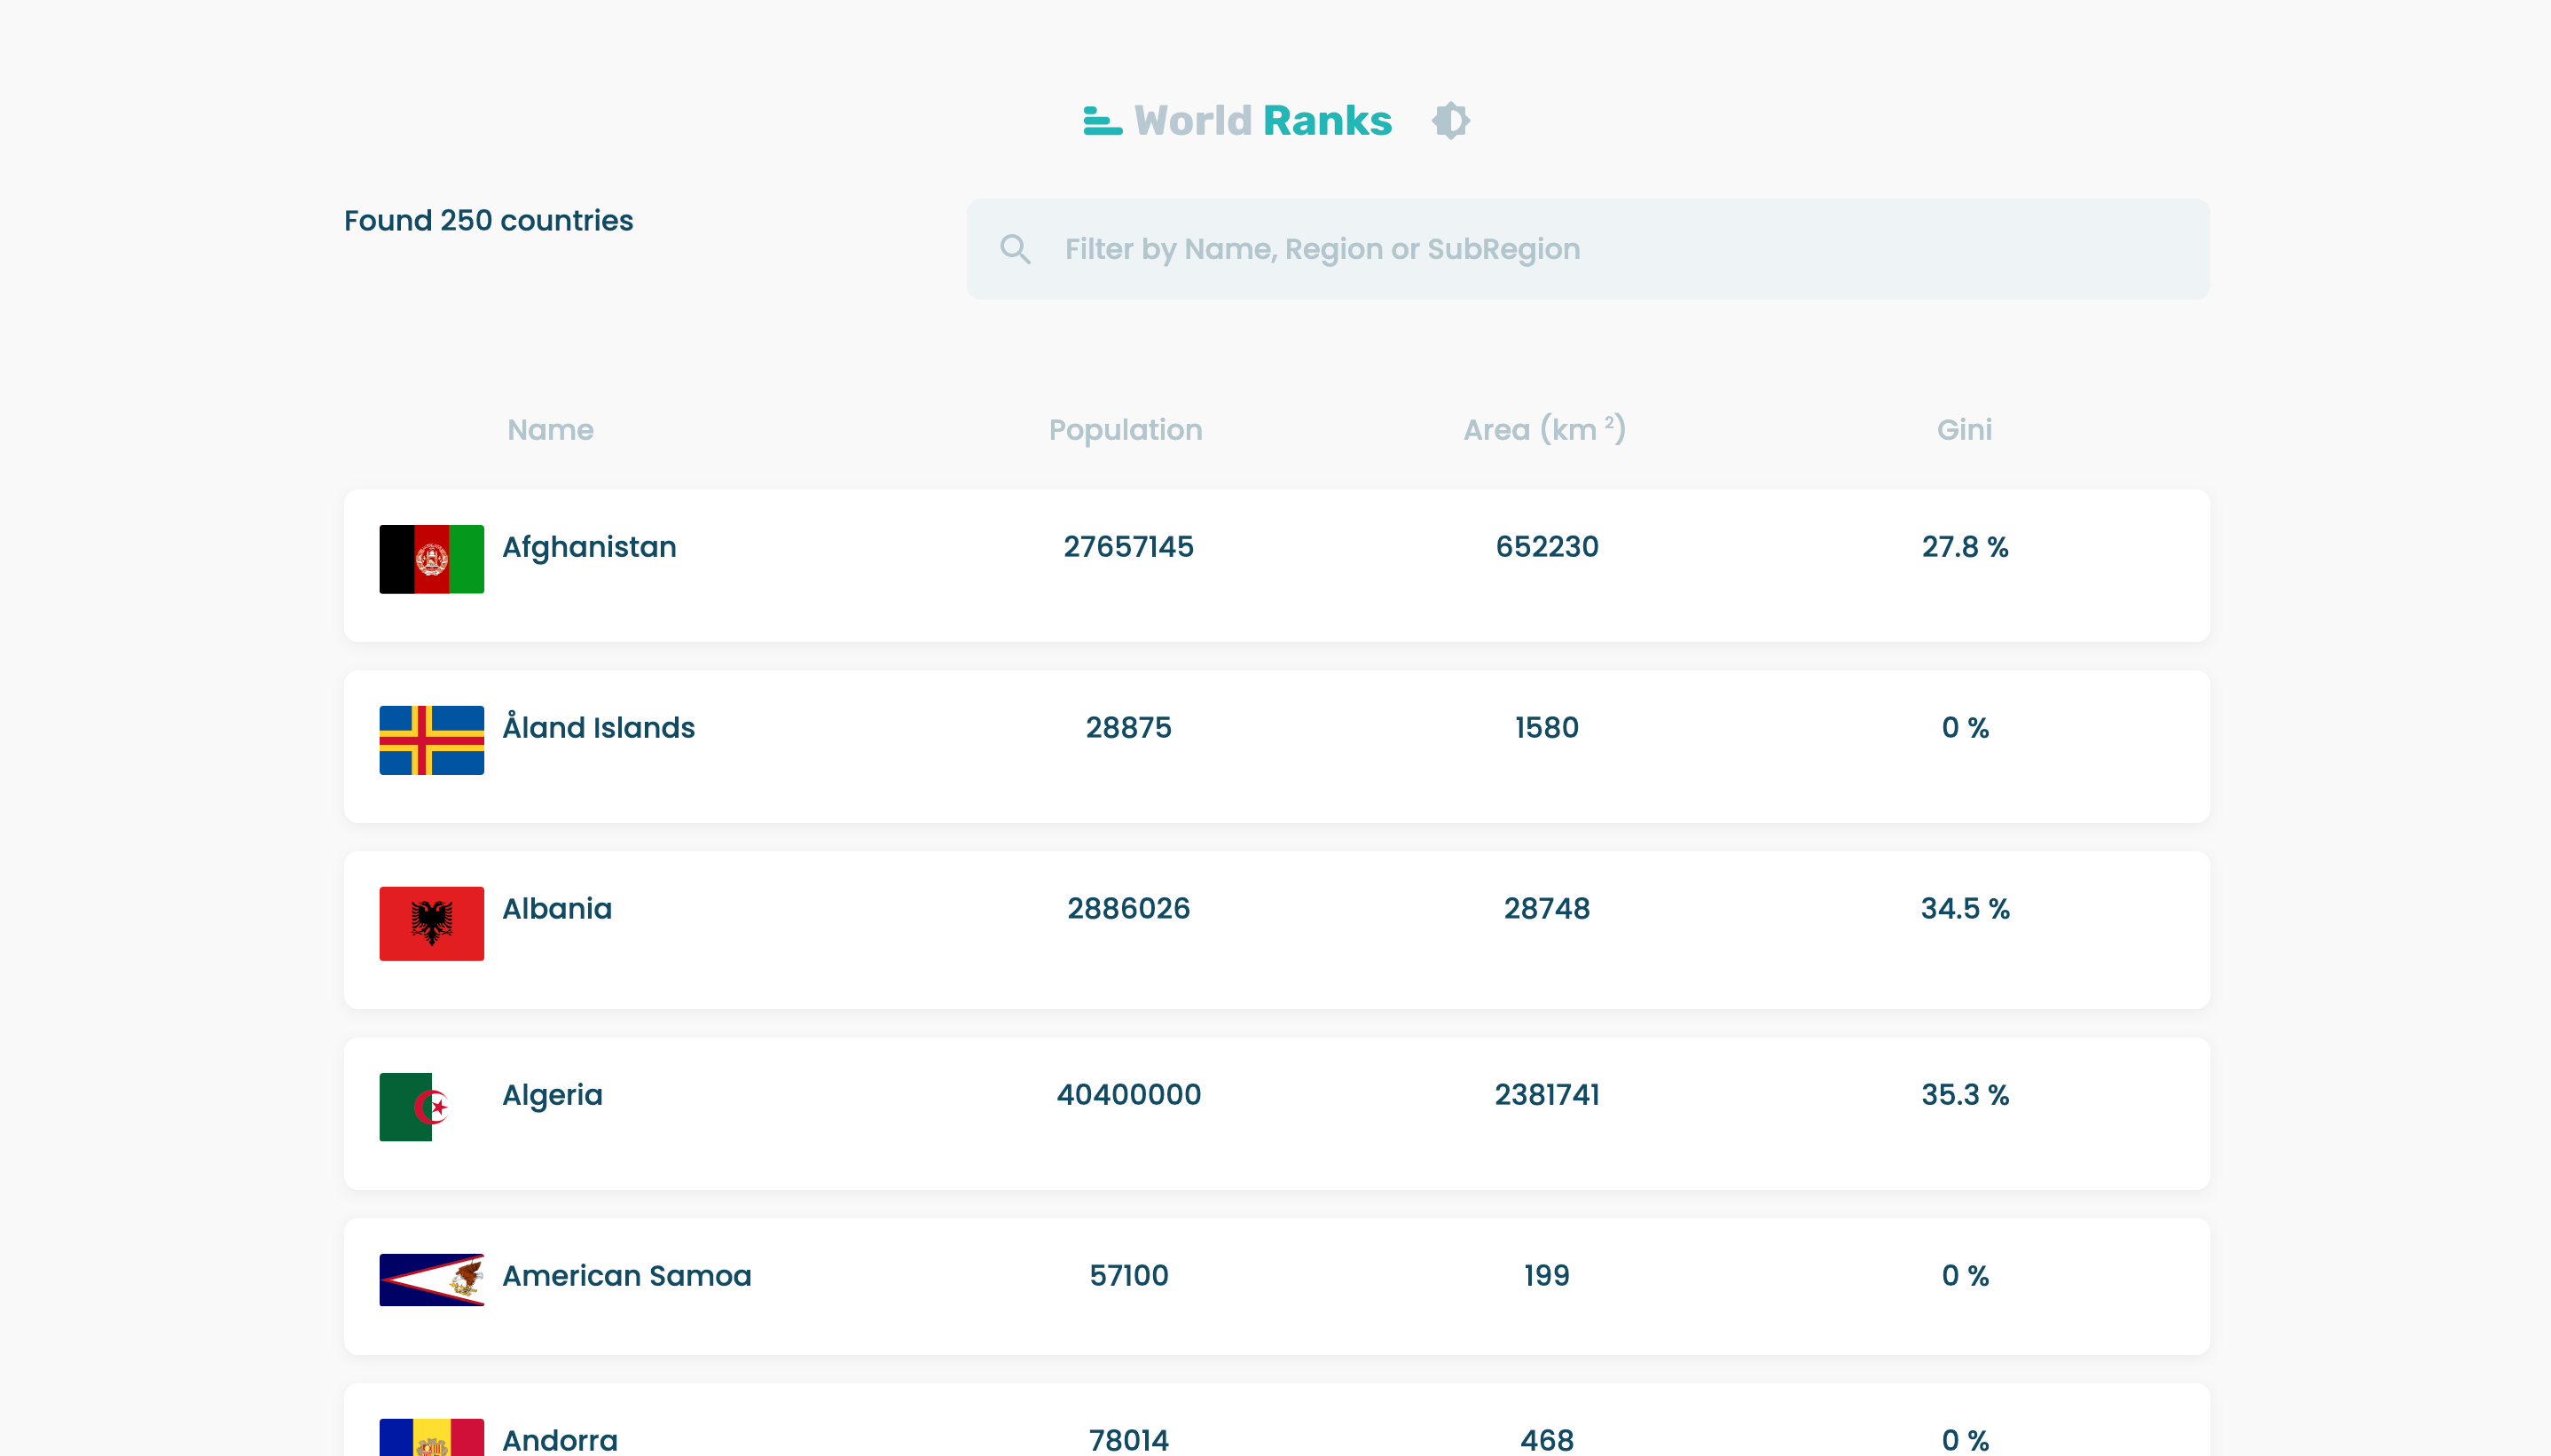 World Ranks
Found 250 countries
Filter by Name, Region or SubRegion
Name Population Area (km ²) Gini
Afghanistan 27657145 652230 27.8 %
Åland Islands 28875 1580 0 %
Albania 2886026 28748 34.5 %
Algeria 40400000 2381741 35.3 %
American Samoa 57100 199 0 %
Andorra 78014 468 0 %